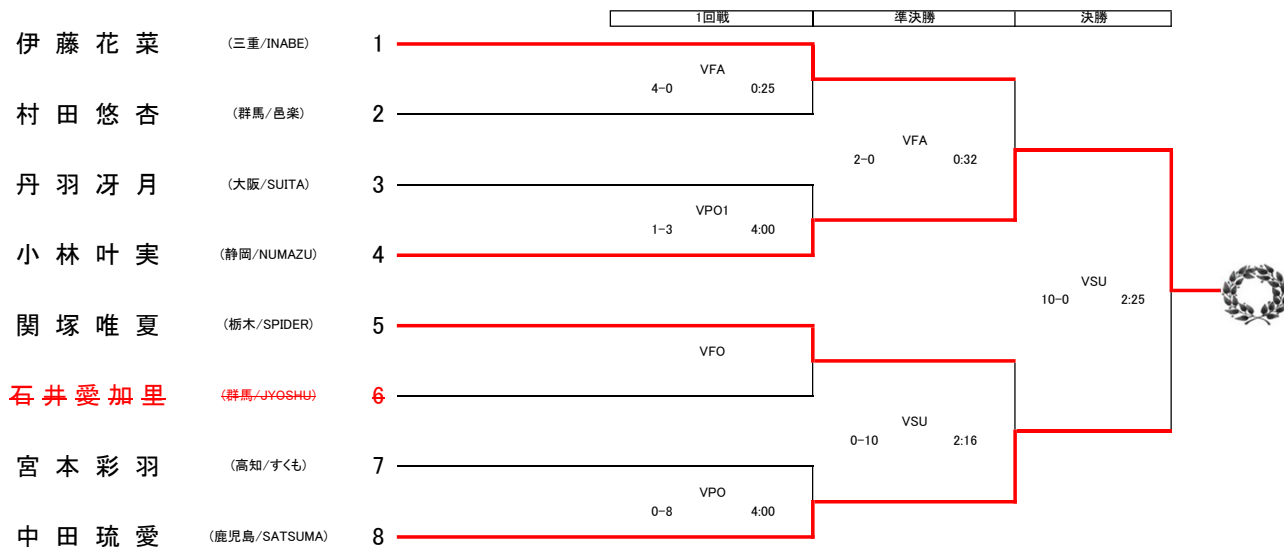 1回戦 準決勝 決勝
伊藤花菜 (三重/INABE) 1
VFA
4-0 0:25
村田悠杏 (群馬/邑楽) 2
VFA
2-0 0:32
丹羽冴月 (大阪/SUITA) 3
VPO1
1-3 4:00
小林叶実 (静岡/NUMAZU) 4
VSU
10-0 2:25
関塚唯夏 (栃木/SPIDER) 5
VFO
石井愛加里 (群馬/JYOSHU) 6
VSU
0-10 2:16
宮本彩羽 (高知/すくも) 7
VPO
0-8 4:00
中田琉愛 (鹿児島/SATSUMA) 8